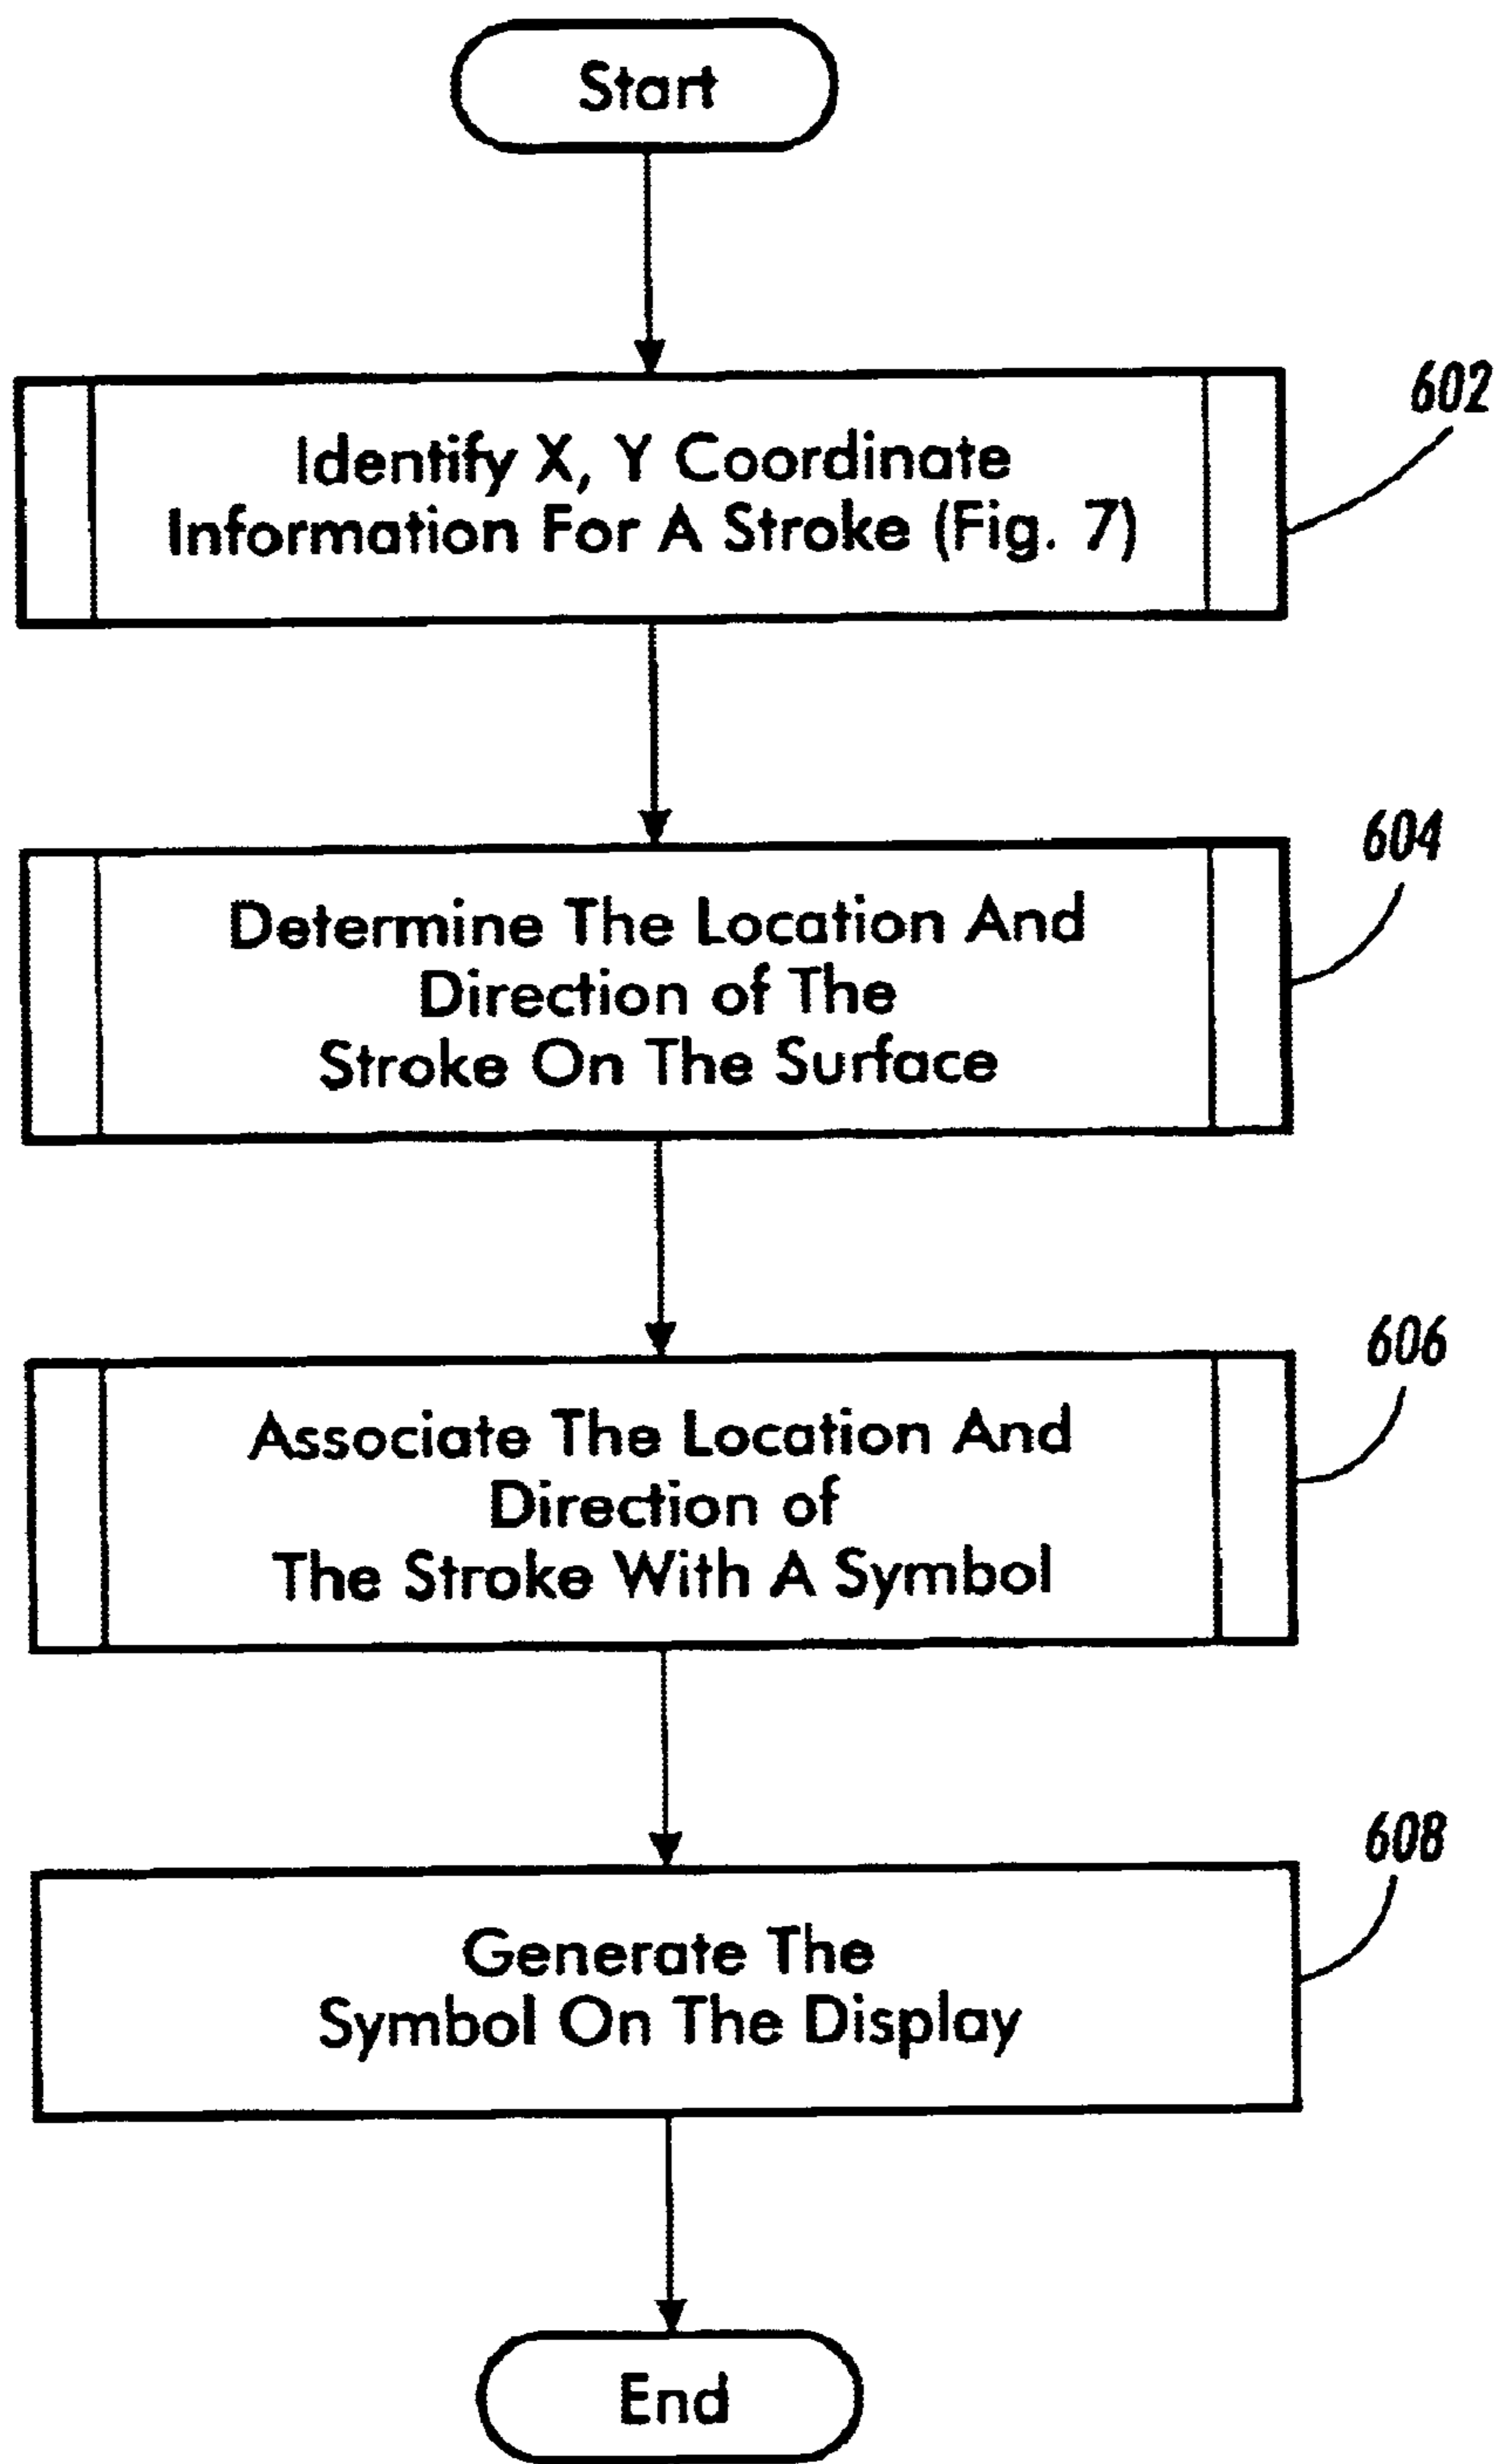 Start
602
Identify X, Y Coordinate
Information For A Stroke (Fig. 7)
604
Determine The Location And
Direction of The
Stroke On The Surface
606
Associate The Location And
Direction of
The Stroke With A Symbol
608
Generate The
Symbol On The Display
End